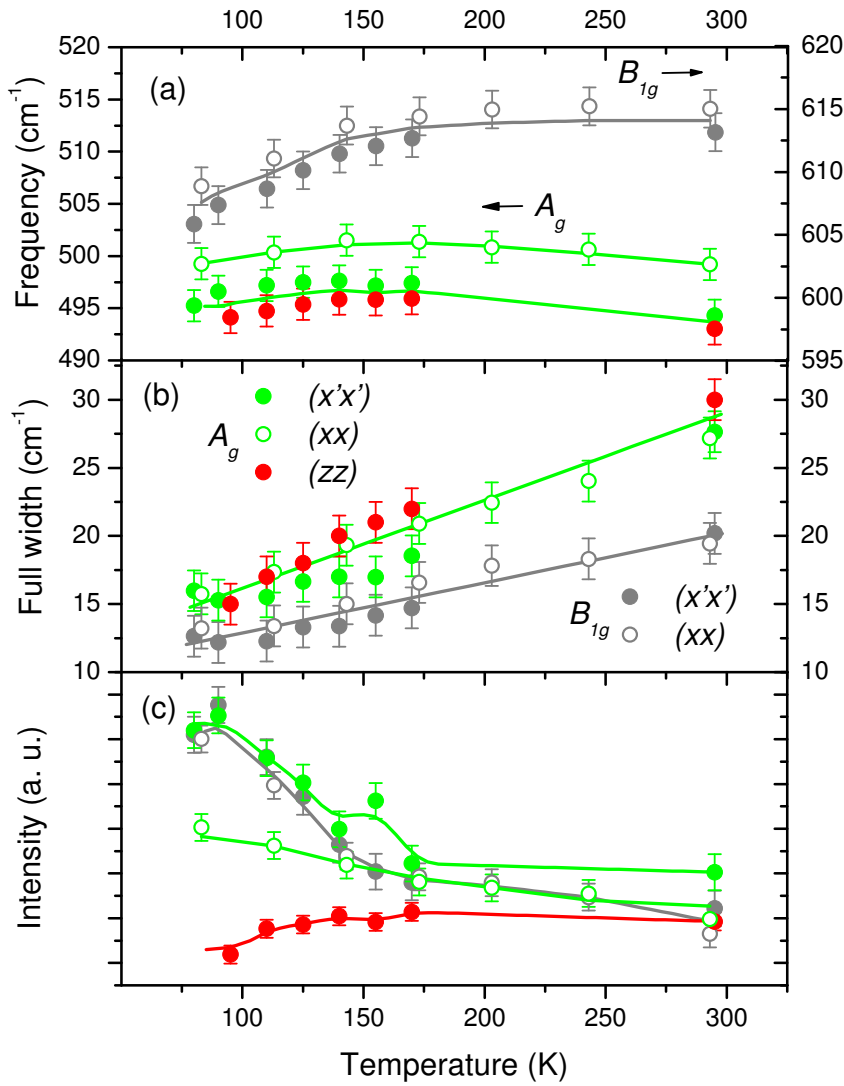 100 150 200 250 300
520 620
515 615
510 610
505 605
500 600
495
490 595
Frequency (cm-1)
(a)
B1g
Ag
30 30
25 25
20 20
15 15
10 10
Full width (cm-1)
(b)
(x'x')
Ag (xx)
(zz)
(x'x')
B1g
(xx)
Intensity (a. u.)
(c)
100 150 200 250 300
Temperature (K)